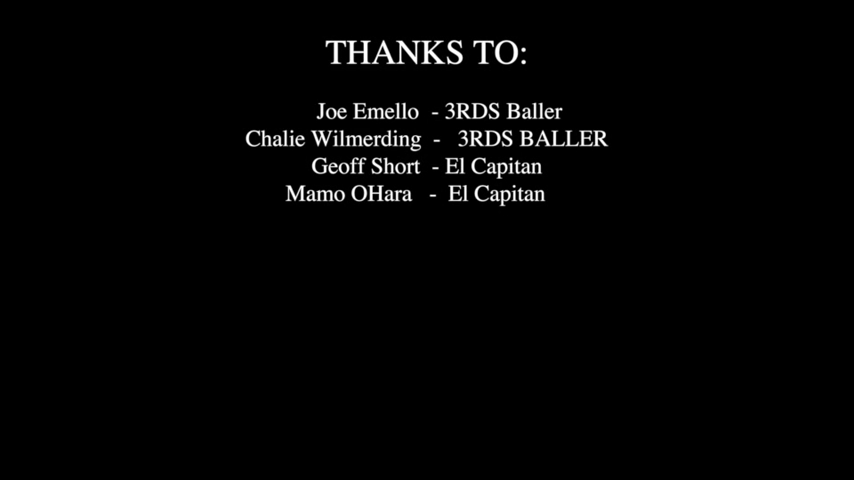 THANKS TO:
Joe Emello - 3RDS Baller
Chalie Wilmerding - 3RDS BALLER
Geoff Short - El Capitan
Mamo OHara - El Capitan